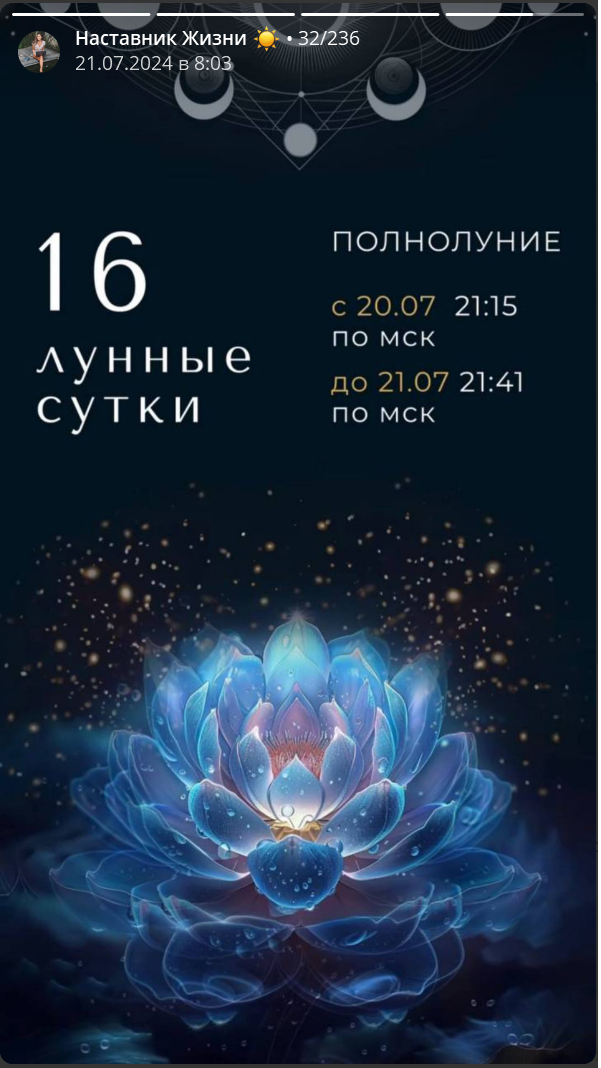 Наставник Жизни ☀️ • 32/236
21.07.2024 в 8:03
16
лунные
сутки
ПОЛНОЛУНИЕ
с 20.07 21:15
по мск
до 21.07 21:41
по мск